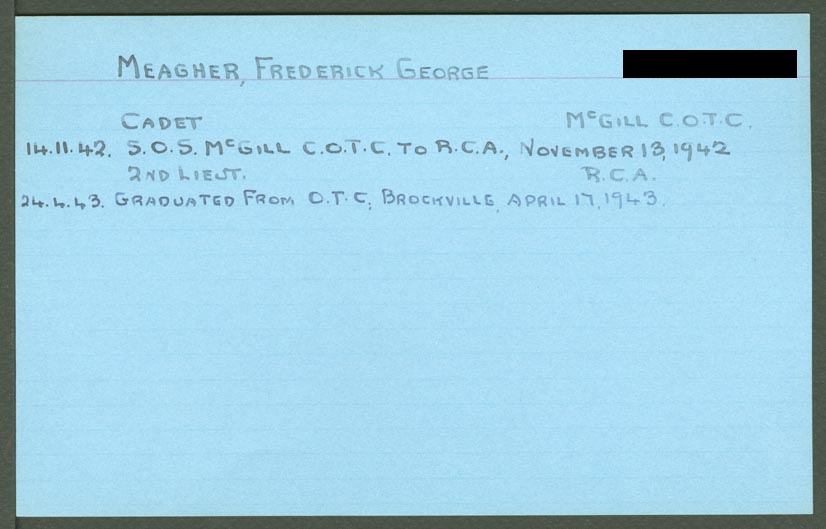 MEAGHER, FREDERICK GEORGE
CADET McGILL C.O.T.C.
14.11.42. S.O.S. McGILL C.O.T.C. TO R.C.A., NOVEMBER 13, 1942
2ND LIEUT. R.C.A.
24.4.43. GRADUATED FROM O.T.C, BROCKVILLE, APRIL 17, 1943.